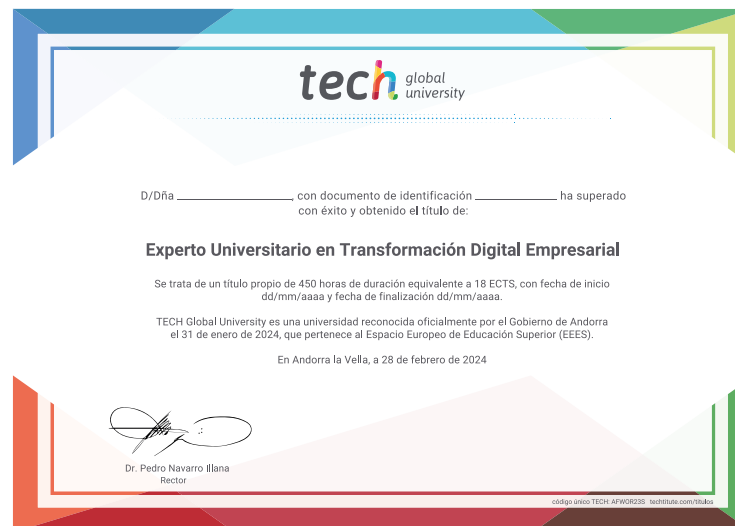 tech global university
D/Dña ____________, con documento de identificación ____________ ha superado
con éxito y obtenido el título de:
Experto Universitario en Transformación Digital Empresarial
Se trata de un título propio de 450 horas de duración equivalente a 18 ECTS, con fecha de inicio
dd/mm/aaaa y fecha de finalización dd/mm/aaaa.
TECH Global University es una universidad reconocida oficialmente por el Gobierno de Andorra
el 31 de enero de 2024, que pertenece al Espacio Europeo de Educación Superior (EEES).
En Andorra la Vella, a 28 de febrero de 2024
Dr. Pedro Navarro Illana
Rector
código único TECH: AFWOR23S techtitute.com/titulos